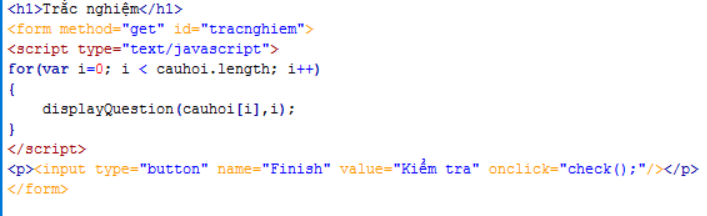 <h1>Trắc nghiệm</h1>
<form method="get" id="tracnghiem">
<script type="text/javascript">
for(var i=0; i < cauhoi.length; i++)
{
    displayQuestion(cauhoi[i],i);
}
</script>
<p><input type="button" name="Finish" value="Kiểm tra" onclick="check();"/></p>
</form>